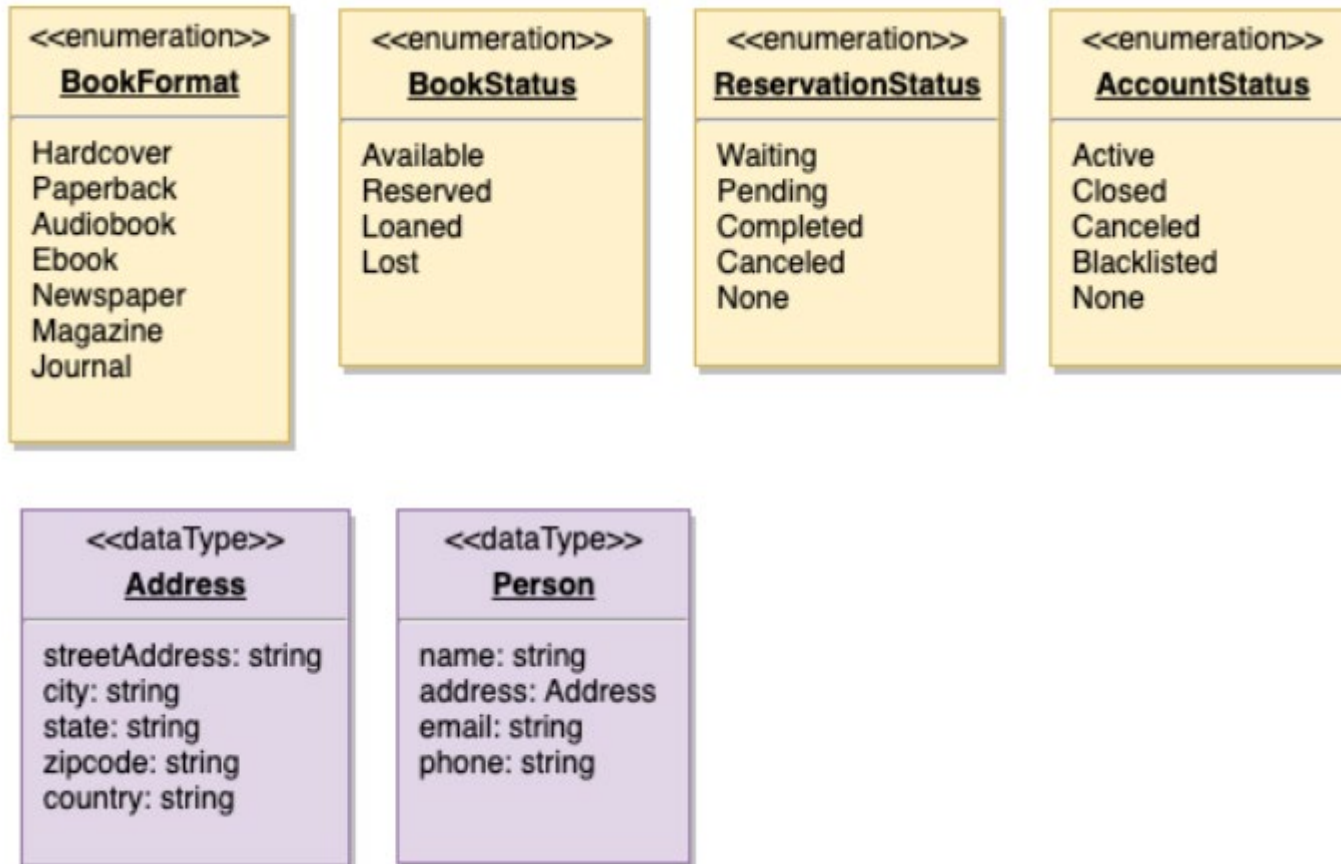 <<enumeration>>
BookFormat
Hardcover
Paperback
Audiobook
Ebook
Newspaper
Magazine
Journal
<<enumeration>>
BookStatus
Available
Reserved
Loaned
Lost
<<enumeration>>
ReservationStatus
Waiting
Pending
Completed
Canceled
None
<<enumeration>>
AccountStatus
Active
Closed
Canceled
Blacklisted
None
<<dataType>>
Address
streetAddress: string
city: string
state: string
zipcode: string
country: string
<<dataType>>
Person
name: string
address: Address
email: string
phone: string